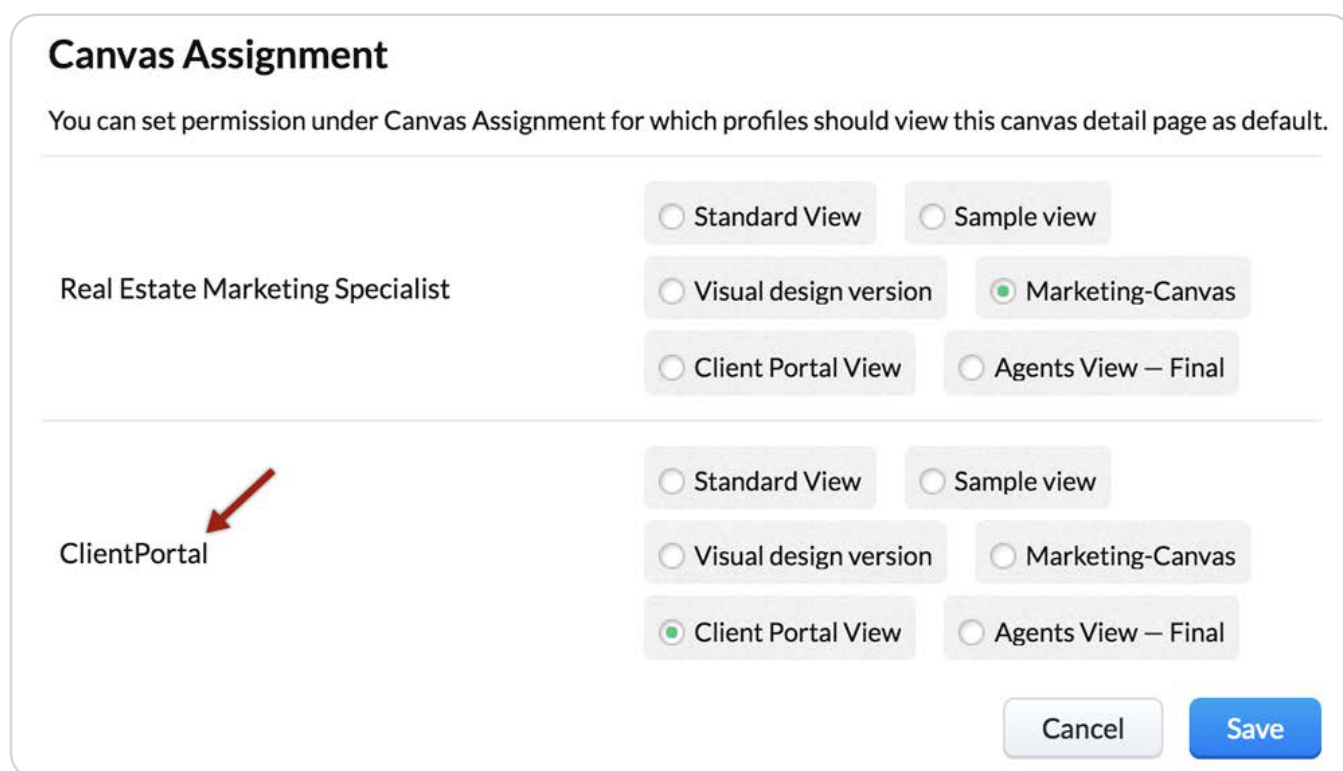 Canvas Assignment
You can set permission under Canvas Assignment for which profiles should view this canvas detail page as default.
Real Estate Marketing Specialist
Standard View
Sample view
Visual design version
Marketing-Canvas
Client Portal View
Agents View — Final
ClientPortal
Standard View
Sample view
Visual design version
Marketing-Canvas
Client Portal View
Agents View — Final
Cancel
Save